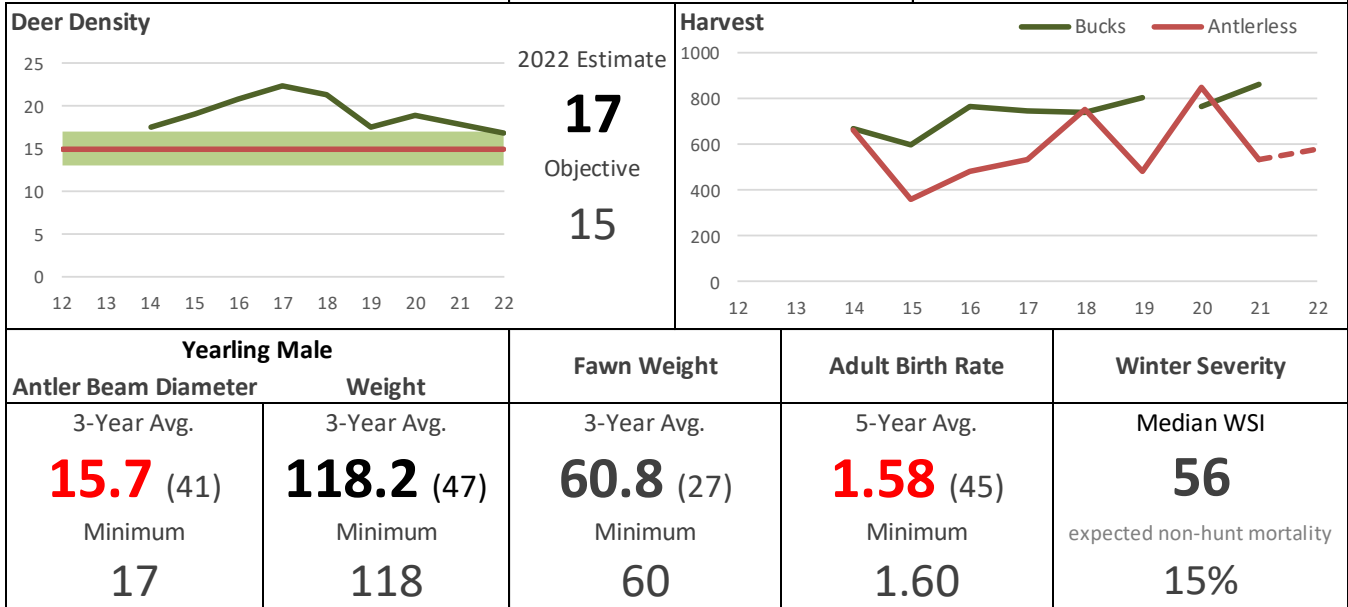 Deer Density
25
20
15
10
5
0
12 13 14 15 16 17 18 19 20 21 22
2022 Estimate
17
Objective
15
Harvest
Bucks Antlerless
1000
800
600
400
200
0
12 13 14 15 16 17 18 19 20 21 22
Yearling Male
Antler Beam Diameter Weight
Fawn Weight
Adult Birth Rate
Winter Severity
3-Year Avg. 3-Year Avg. 3-Year Avg. 5-Year Avg. Median WSI
15.7 (41) 118.2 (47) 60.8 (27) 1.58 (45) 56
Minimum Minimum Minimum Minimum expected non-hunt mortality
17 118 60 1.60 15%